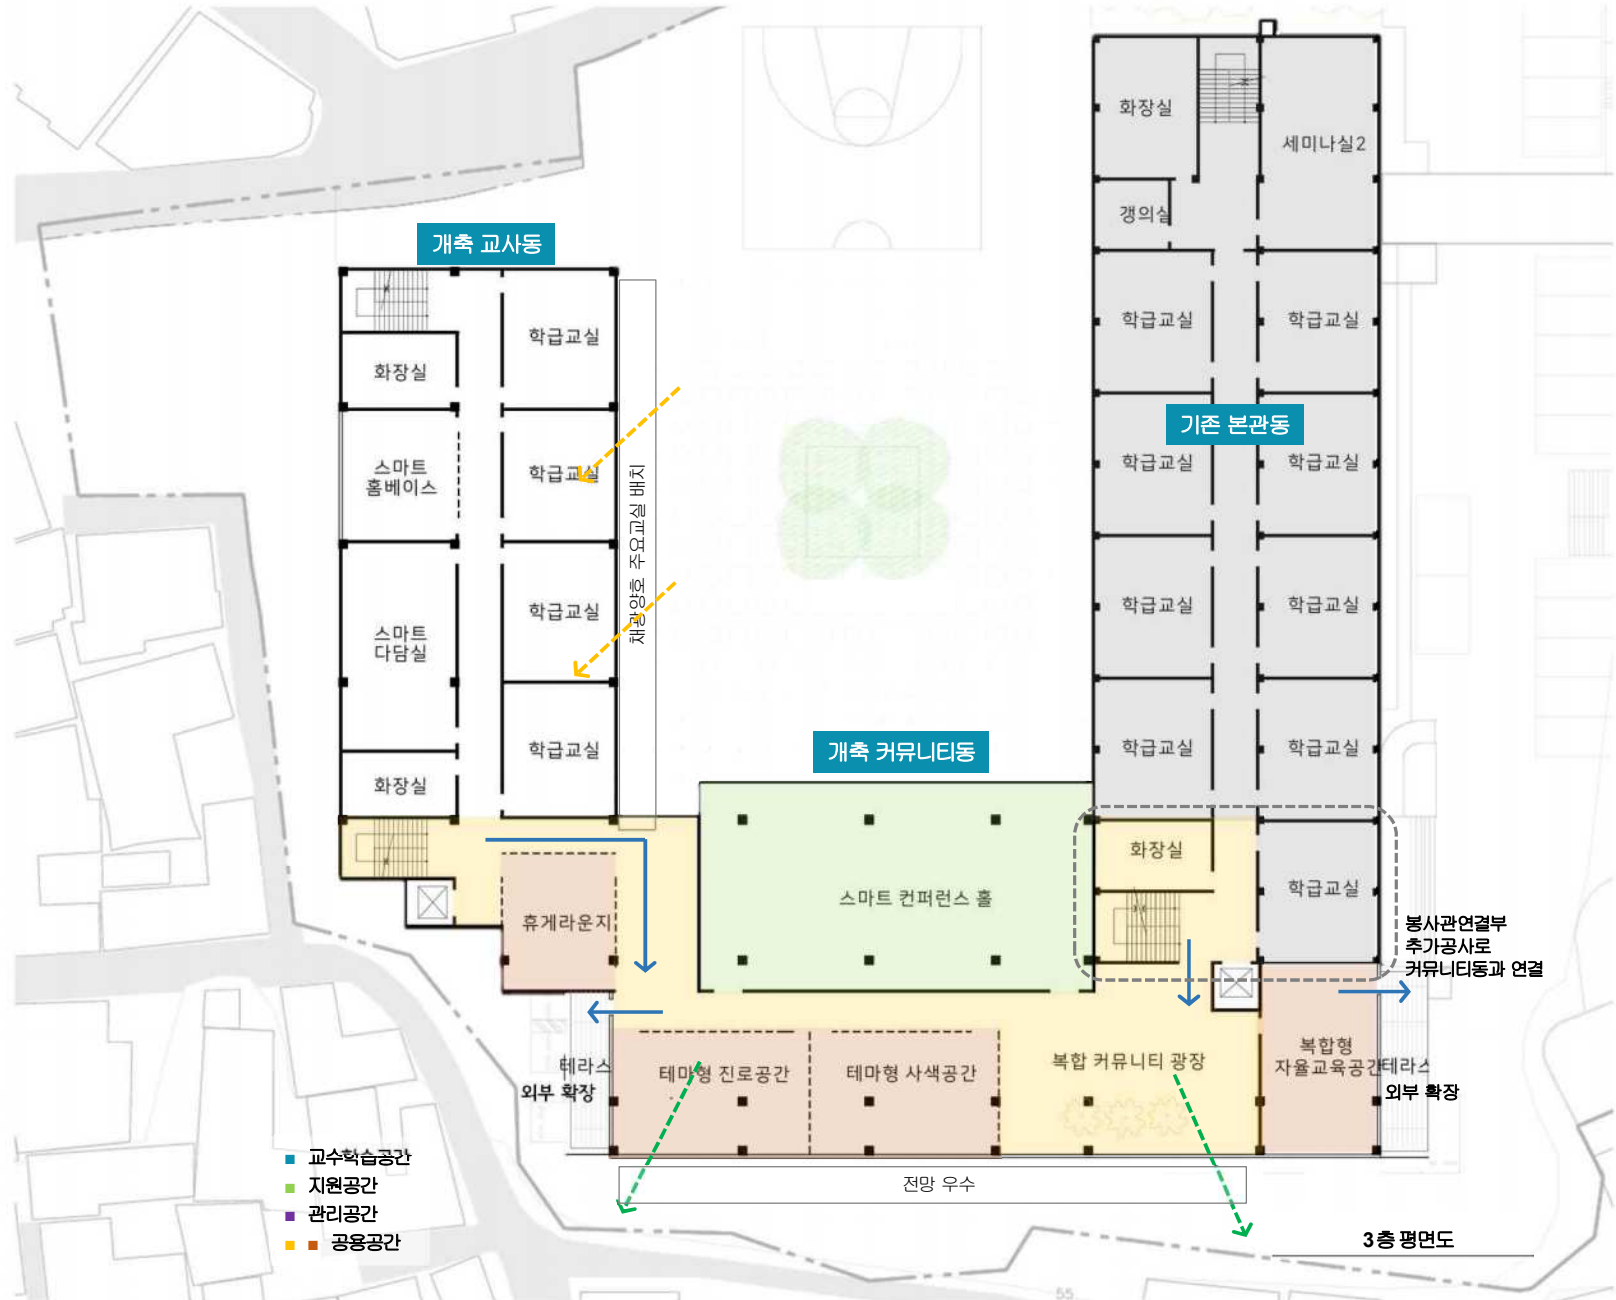 화장실
세미나실2
갱의실
개축 교사동
학급교실
학급교실
학급교실
화장실
기존 본관동
스마트
홈베이스
학급교실
학급교실
학급교실
채광양호 주요교실 배치
스마트
다담실
학급교실
학급교실
학급교실
개축 커뮤니티동
학급교실
학급교실
학급교실
화장실
화장실
스마트 컨퍼런스 홀
학급교실
휴게라운지
봉사관연결부
추가공사로
커뮤니티동과 연결
테라스
외부 확장
테마형 진로공간
테마형 사색공간
복합 커뮤니티 광장
복합형
자율교육공간
테라스
외부 확장
전망 우수
교수학습공간
지원공간
관리공간
공용공간
3층 평면도
55